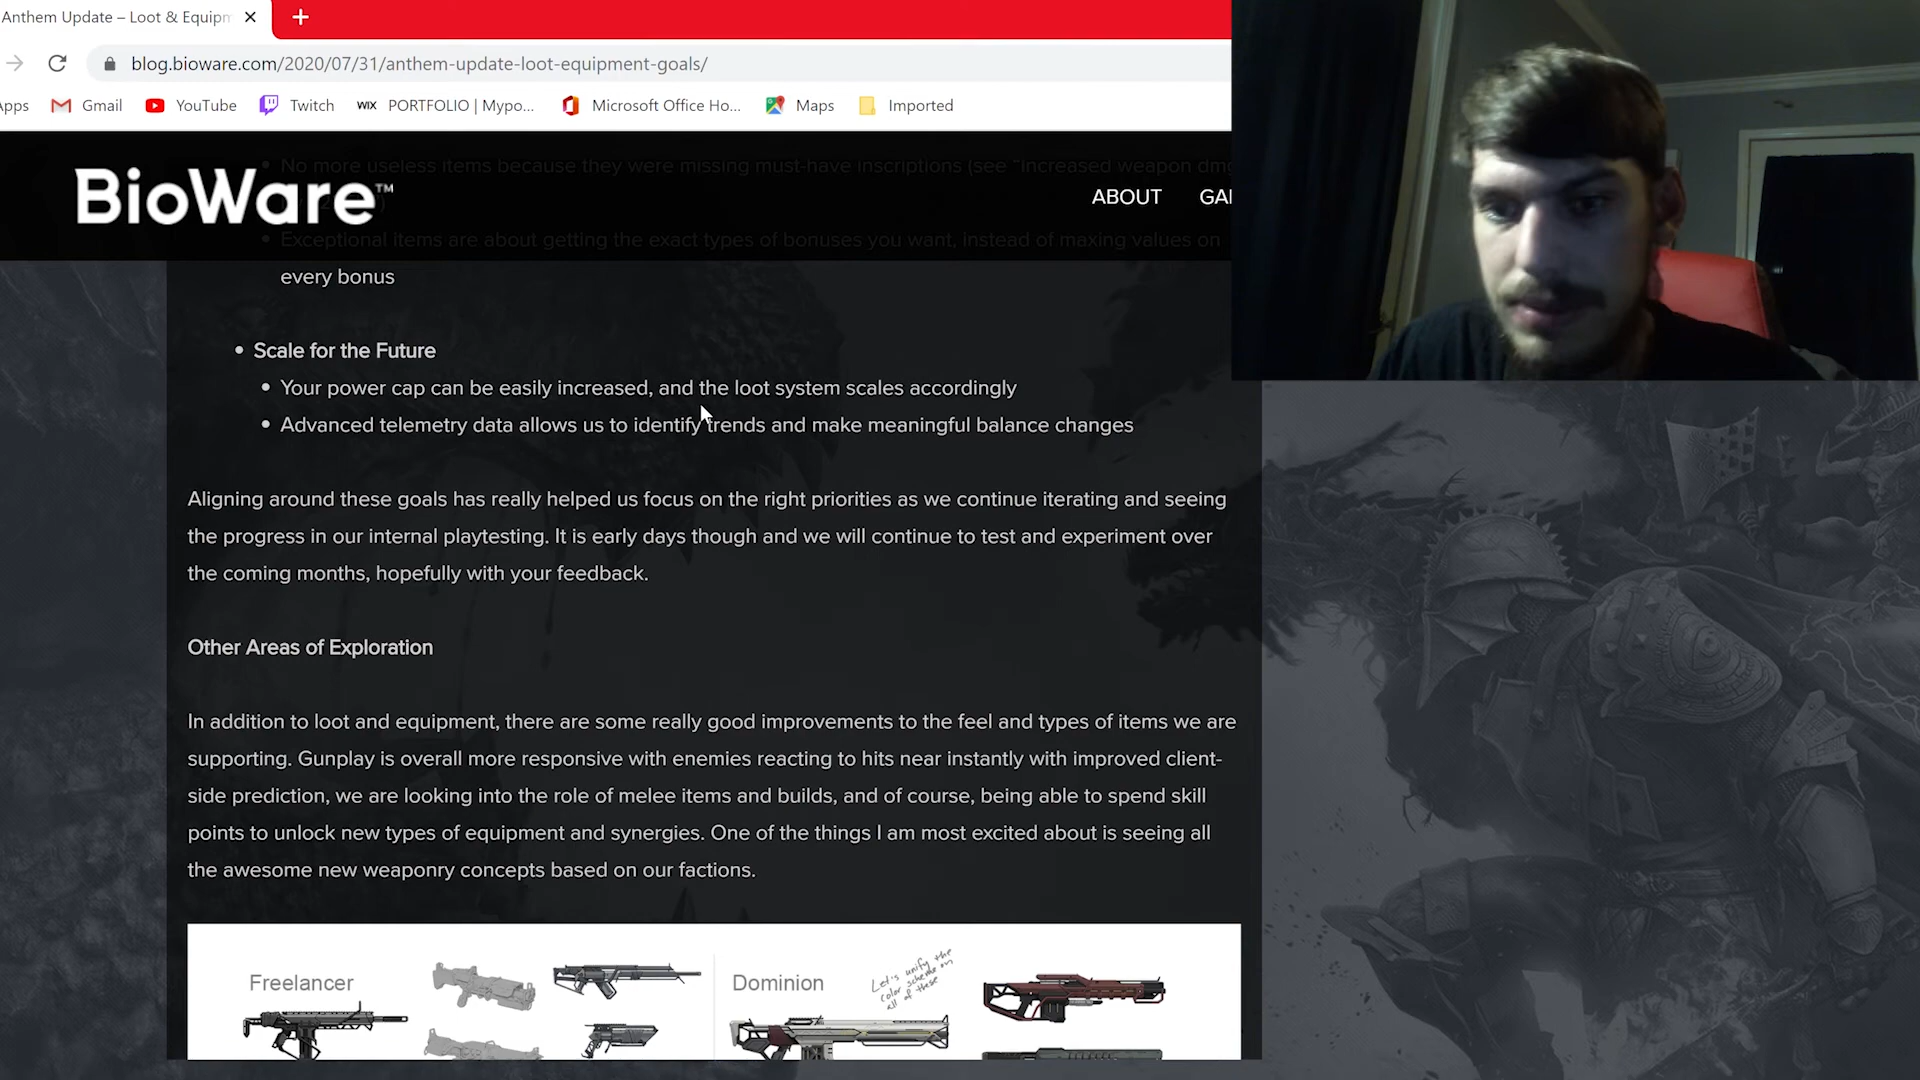 Anthem Update – Loot & Equipm
blog.bioware.com/2020/07/31/anthem-update-loot-equipment-goals/
Apps Gmail YouTube Twitch WIX PORTFOLIO | Mypo... Microsoft Office Ho... Maps Imported
No more useless items because they were missing must-have inscriptions (see "Increased weapon dmg
BioWare™ ABOUT GA
Exceptional items are about getting the exact types of bonuses you want, instead of maxing values on
every bonus
• Scale for the Future
• Your power cap can be easily increased, and the loot system scales accordingly
• Advanced telemetry data allows us to identify trends and make meaningful balance changes
Aligning around these goals has really helped us focus on the right priorities as we continue iterating and seeing
the progress in our internal playtesting. It is early days though and we will continue to test and experiment over
the coming months, hopefully with your feedback.
Other Areas of Exploration
In addition to loot and equipment, there are some really good improvements to the feel and types of items we are
supporting. Gunplay is overall more responsive with enemies reacting to hits near instantly with improved client-
side prediction, we are looking into the role of melee items and builds, and of course, being able to spend skill
points to unlock new types of equipment and synergies. One of the things I am most excited about is seeing all
the awesome new weaponry concepts based on our factions.
Freelancer
Dominion
Let's unify the
color scheme on
all of these